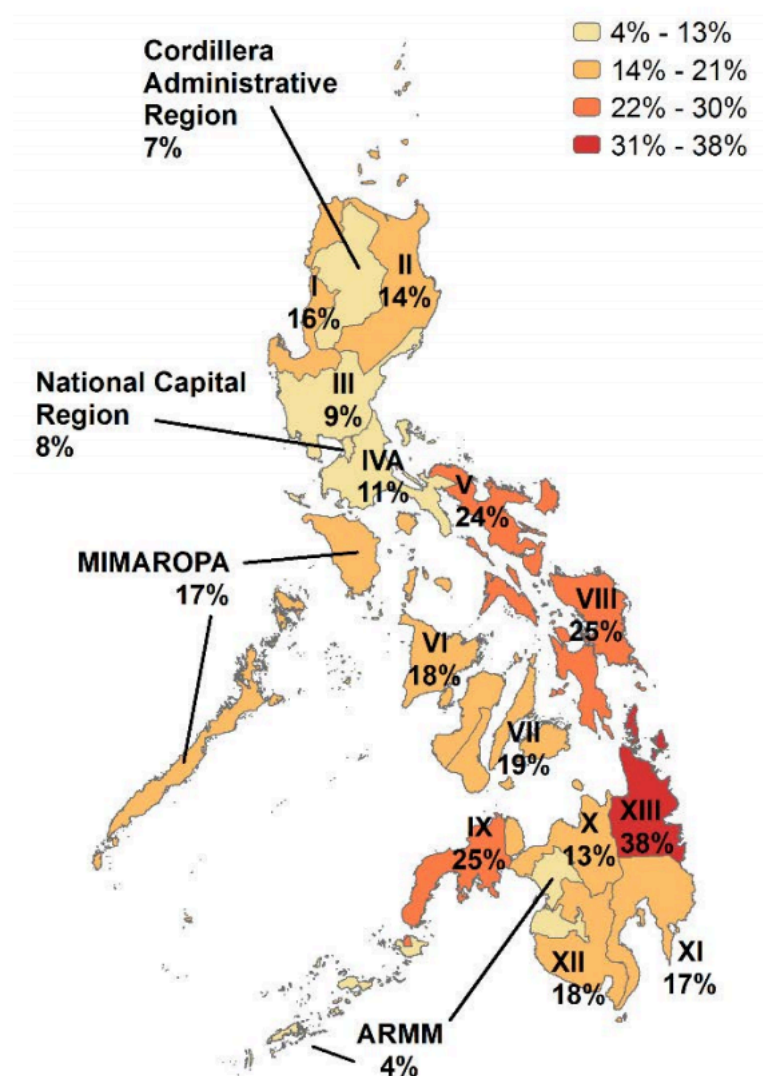 4% - 13%
14% - 21%
22% - 30%
31% - 38%
Cordillera
Administrative
Region
7%
II
14%
I
16%
National Capital
Region
8%
III
9%
IVA
11%
V
24%
MIMAROPA
17%
VIII
25%
VI
18%
VII
19%
IX
25%
X
13%
XIII
38%
XI
17%
XII
18%
ARMM
4%